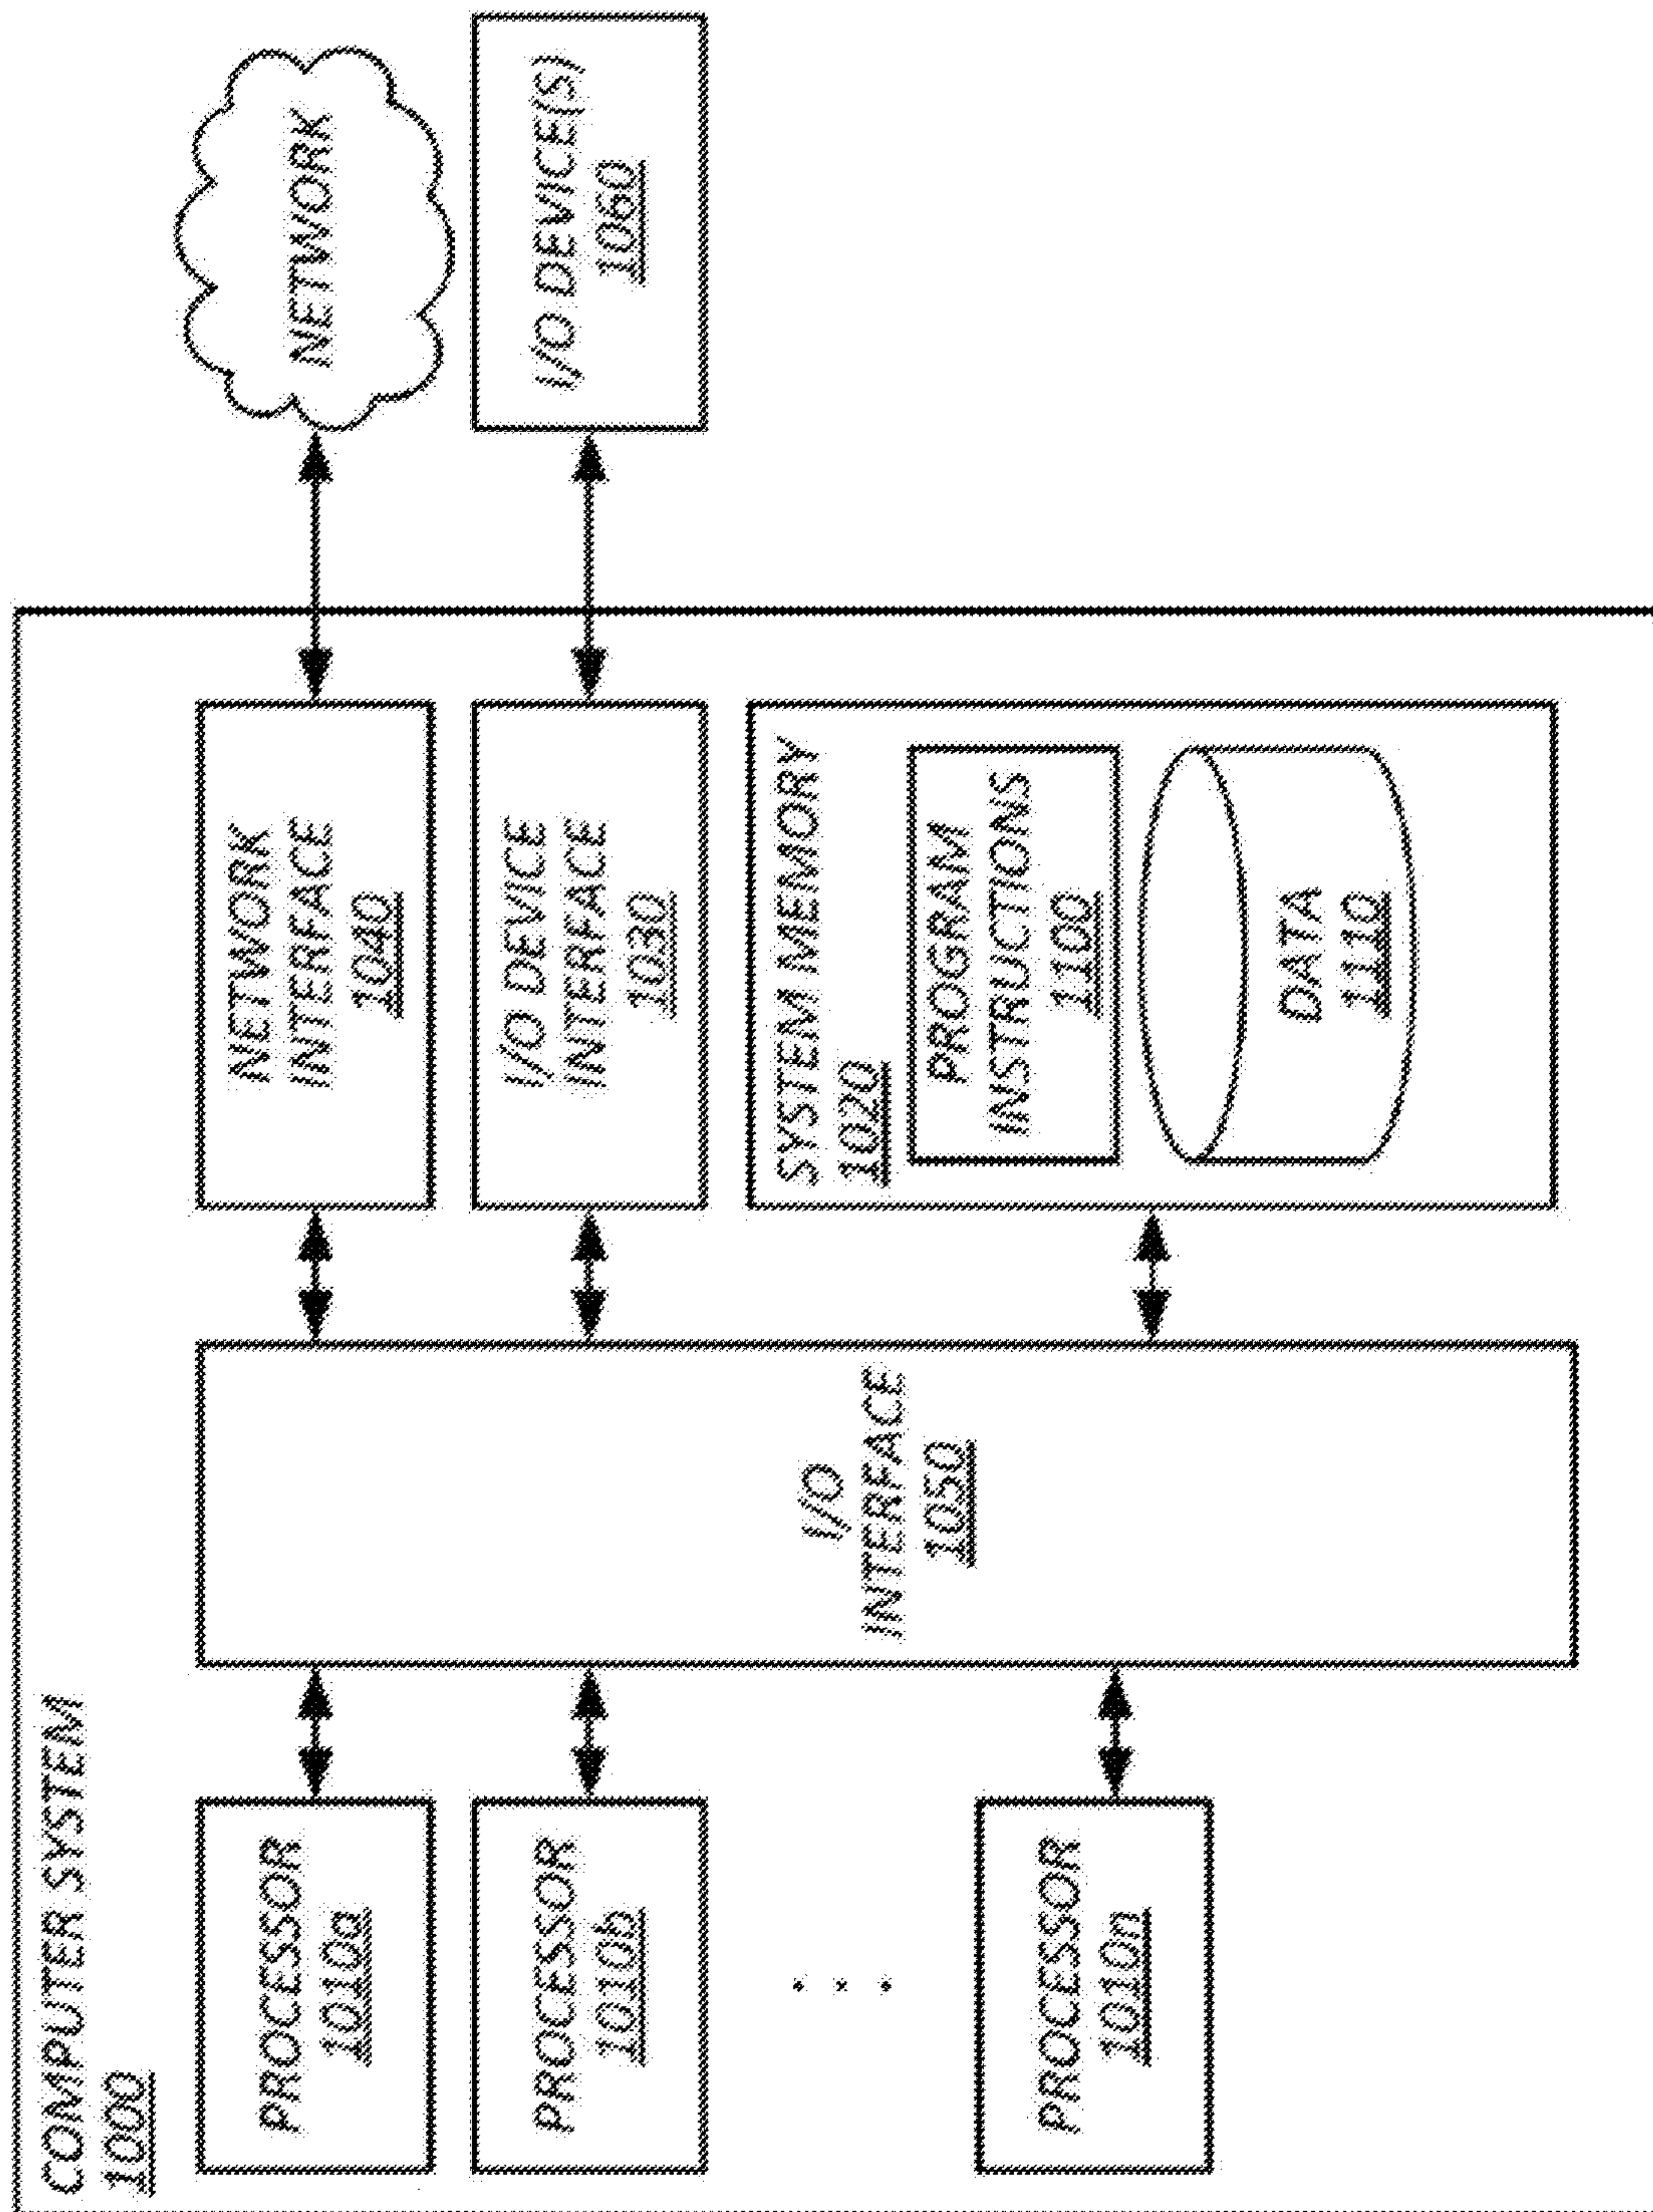 COMPUTER SYSTEM
1000
PROCESSOR
1010a
PROCESSOR
1010b
. . .
PROCESSOR
1010n
I/O
INTERFACE
1050
NETWORK
INTERFACE
1040
I/O DEVICE
INTERFACE
1030
SYSTEM MEMORY
1020
PROGRAM
INSTRUCTIONS
1100
DATA
1110
NETWORK
I/O DEVICE(S)
1060